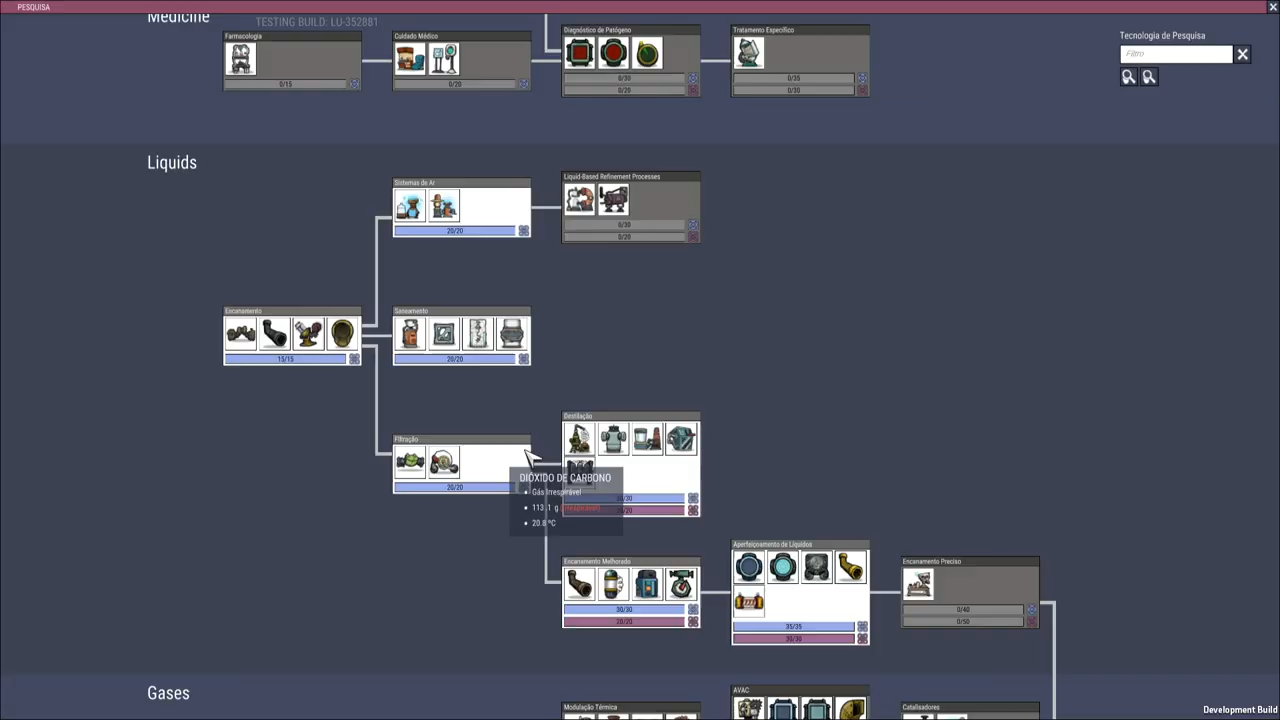 PESQUISA
Medicine
TESTING BUILD: LU-352881
Farmacologia
0/15
Cuidado Médico
0/20
Diagnóstico de Patógeno
0/30
0/20
Tratamento Específico
0/35
0/30
Tecnologia de Pesquisa
Filtro
Liquids
Sistemas de Ar
20/20
Liquid-Based Refinement Processes
0/30
0/20
Encanamento
15/15
Saneamento
20/20
Filtração
20/20
Destilação
DIÓXIDO DE CARBONO
Gás Irrespirável
113.1 g
20.8 ºC
Encanamento Melhorado
30/30
20/20
Aperfeiçoamento de Líquidos
35/35
30/30
Encanamento Preciso
0/40
0/50
Gases
Modulação Térmica
AVAC
Catalisadores
Development Build